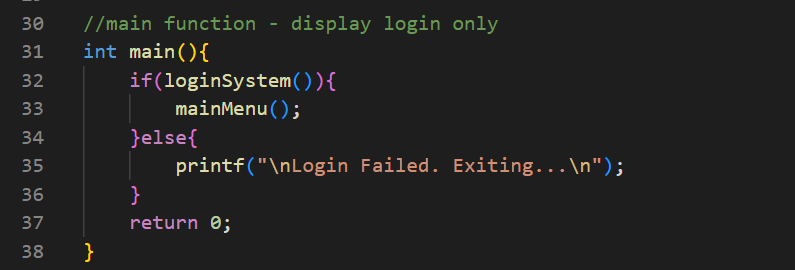 30 //main function - display login only
31 int main(){
32 if(loginSystem()){
33 mainMenu();
34 }else{
35 printf("\nLogin Failed. Exiting...\n");
36 }
37 return 0;
38 }